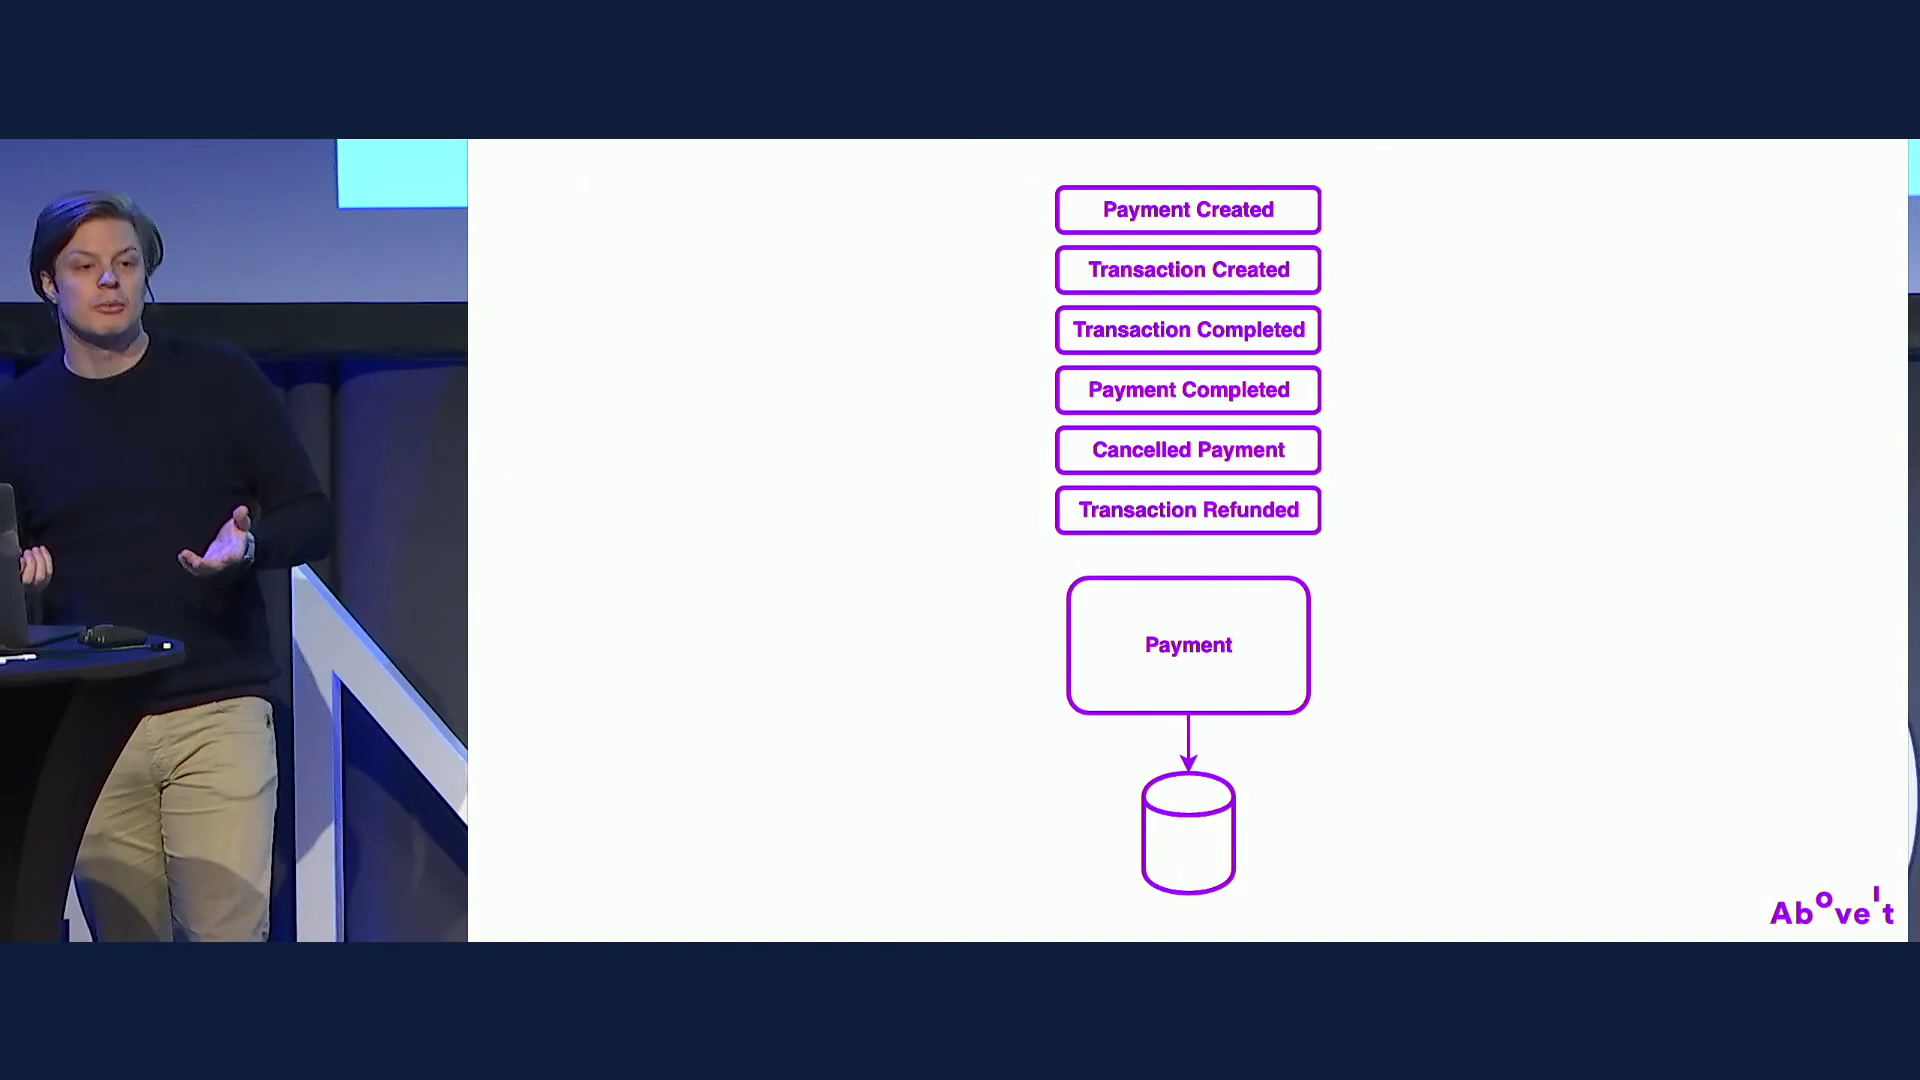 Payment Created
Transaction Created
Transaction Completed
Payment Completed
Cancelled Payment
Transaction Refunded
Payment
Above It